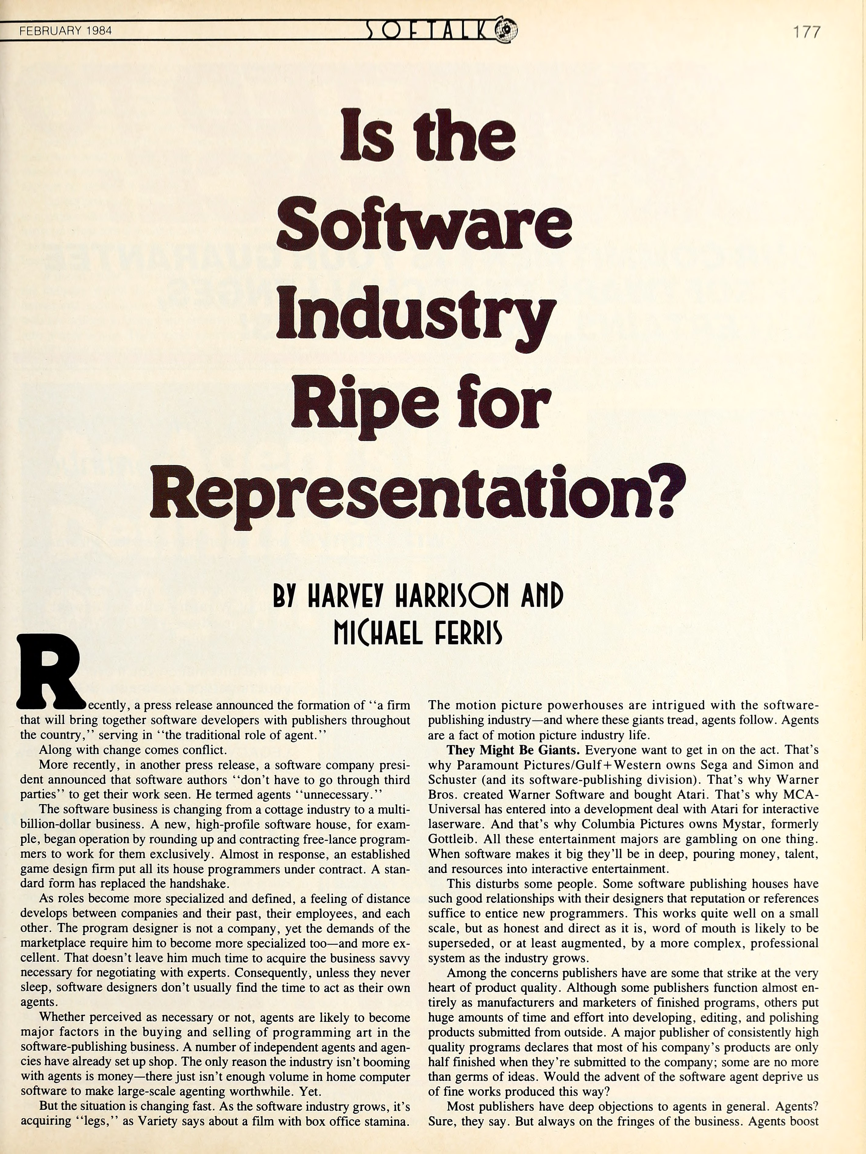 FEBRUARY 1984
SOFTALK
177
Is the
Software
Industry
Ripe for
Representation?
BY HARVEY HARRISON AND
MICHAEL FERRIS
Recently, a press release announced the formation of ‘‘a firm
that will bring together software developers with publishers throughout
the country,’’ serving in ‘‘the traditional role of agent.’’
Along with change comes conflict.
More recently, in another press release, a software company presi-
dent announced that software authors ‘‘don’t have to go through third
parties’’ to get their work seen. He termed agents ‘‘unnecessary.’’
The software business is changing from a cottage industry to a multi-
billion-dollar business. A new, high-profile software house, for exam-
ple, began operation by rounding up and contracting free-lance program-
mers to work for them exclusively. Almost in response, an established
game design firm put all its house programmers under contract. A stan-
dard form has replaced the handshake.
As roles become more specialized and defined, a feeling of distance
develops between companies and their past, their employees, and each
other. The program designer is not a company, yet the demands of the
marketplace require him to become more specialized too—and more ex-
cellent. That doesn’t leave him much time to acquire the business savvy
necessary for negotiating with experts. Consequently, unless they never
sleep, software designers don’t usually find the time to act as their own
agents.
Whether perceived as necessary or not, agents are likely to become
major factors in the buying and selling of programming art in the
software-publishing business. A number of independent agents and agen-
cies have already set up shop. The only reason the industry isn’t booming
with agents is money—there just isn’t enough volume in home computer
software to make large-scale agenting worthwhile. Yet.
But the situation is changing fast. As the software industry grows, it’s
acquiring ‘‘legs,’’ as Variety says about a film with box office stamina.
The motion picture powerhouses are intrigued with the software-
publishing industry—and where these giants tread, agents follow. Agents
are a fact of motion picture industry life.
They Might Be Giants. Everyone want to get in on the act. That’s
why Paramount Pictures/Gulf+Western owns Sega and Simon and
Schuster (and its software-publishing division). That’s why Warner
Bros. created Warner Software and bought Atari. That’s why MCA-
Universal has entered into a development deal with Atari for interactive
laserware. And that’s why Columbia Pictures owns Mystar, formerly
Gottleib. All these entertainment majors are gambling on one thing.
When software makes it big they’ll be in deep, pouring money, talent,
and resources into interactive entertainment.
This disturbs some people. Some software publishing houses have
such good relationships with their designers that reputation or references
suffice to entice new programmers. This works quite well on a small
scale, but as honest and direct as it is, word of mouth is likely to be
superseded, or at least augmented, by a more complex, professional
system as the industry grows.
Among the concerns publishers have are some that strike at the very
heart of product quality. Although some publishers function almost en-
tirely as manufacturers and marketers of finished programs, others put
huge amounts of time and effort into developing, editing, and polishing
products submitted from outside. A major publisher of consistently high
quality programs declares that most of his company’s products are only
half finished when they’re submitted to the company; some are no more
than germs of ideas. Would the advent of the software agent deprive us
of fine works produced this way?
Most publishers have deep objections to agents in general. Agents?
Sure, they say. But always on the fringes of the business. Agents boost